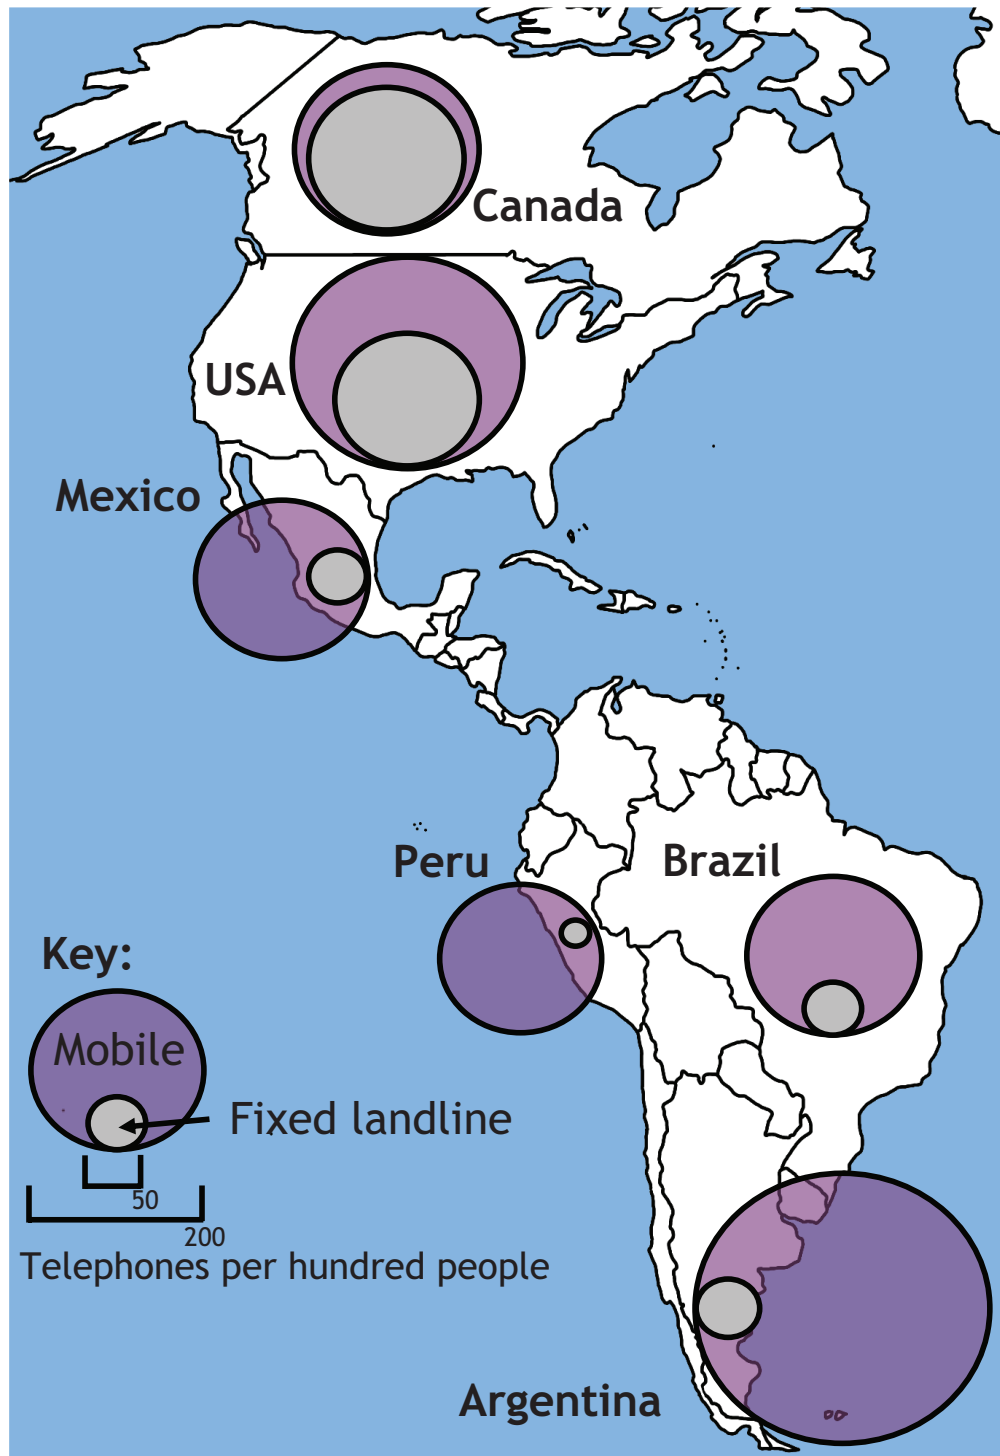 Canada
USA
Mexico
Peru
Brazil
Key:
Mobile
Fixed landline
50
200
Telephones per hundred people
Argentina